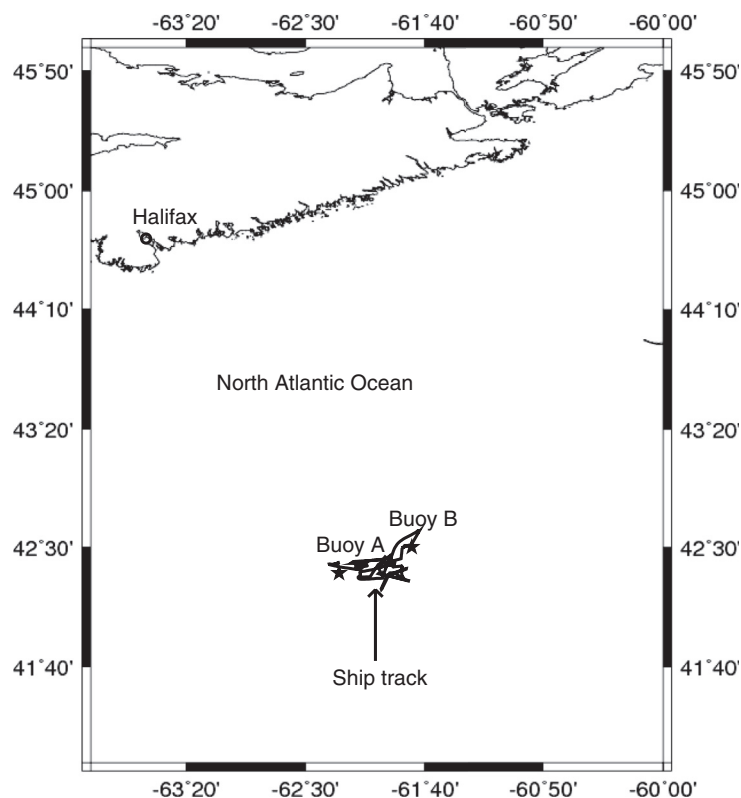 -63˚20' -62˚30' -61˚40' -60˚50' -60˚00'
45˚50' 45˚50'
45˚00' 45˚00'
Halifax
44˚10' 44˚10'
North Atlantic Ocean
43˚20' 43˚20'
Buoy B
42˚30' Buoy A 42˚30'
41˚40' 41˚40'
Ship track
-63˚20' -62˚30' -61˚40' -60˚50' -60˚00'